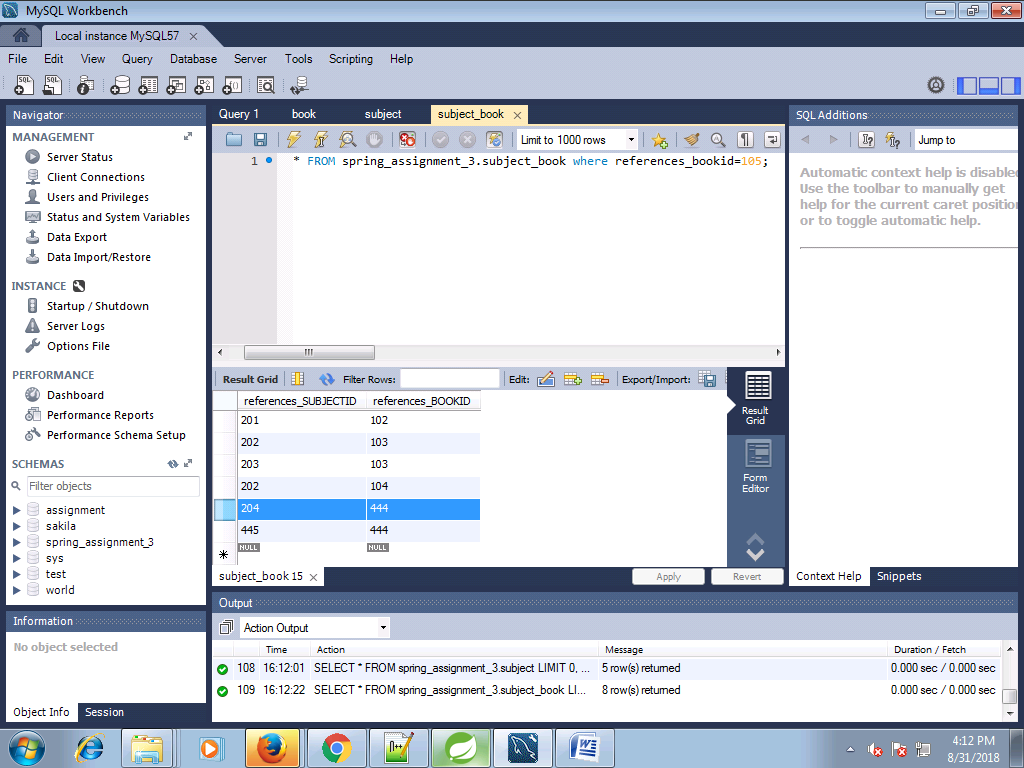 MySQL Workbench
Local instance MySQL57
File Edit View Query Database Server Tools Scripting Help
Navigator
MANAGEMENT
Server Status
Client Connections
Users and Privileges
Status and System Variables
Data Export
Data Import/Restore
INSTANCE
Startup / Shutdown
Server Logs
Options File
PERFORMANCE
Dashboard
Performance Reports
Performance Schema Setup
SCHEMAS
Filter objects
assignment
sakila
spring_assignment_3
sys
test
world
Information
No object selected
Object Info Session
Query 1 book subject subject_book
Limit to 1000 rows
1 * FROM spring_assignment_3.subject_book where references_bookid=105;
Result Grid Filter Rows: Edit: Export/Import:
references_SUBJECTID references_BOOKID
201 102
202 103
203 103
202 104
204 444
445 444
* NULL NULL
Result
Grid
Form
Editor
subject_book 15
Apply Revert
SQL Additions
Jump to
Automatic context help is disabled
Use the toolbar to manually get
help for the current caret position
or to toggle automatic help.
Context Help Snippets
Output
Action Output
Time Action Message Duration / Fetch
108 16:12:01 SELECT * FROM spring_assignment_3.subject LIMIT 0, ... 5 row(s) returned 0.000 sec / 0.000 sec
109 16:12:22 SELECT * FROM spring_assignment_3.subject_book LI... 8 row(s) returned 0.000 sec / 0.000 sec
4:12 PM
8/31/2018